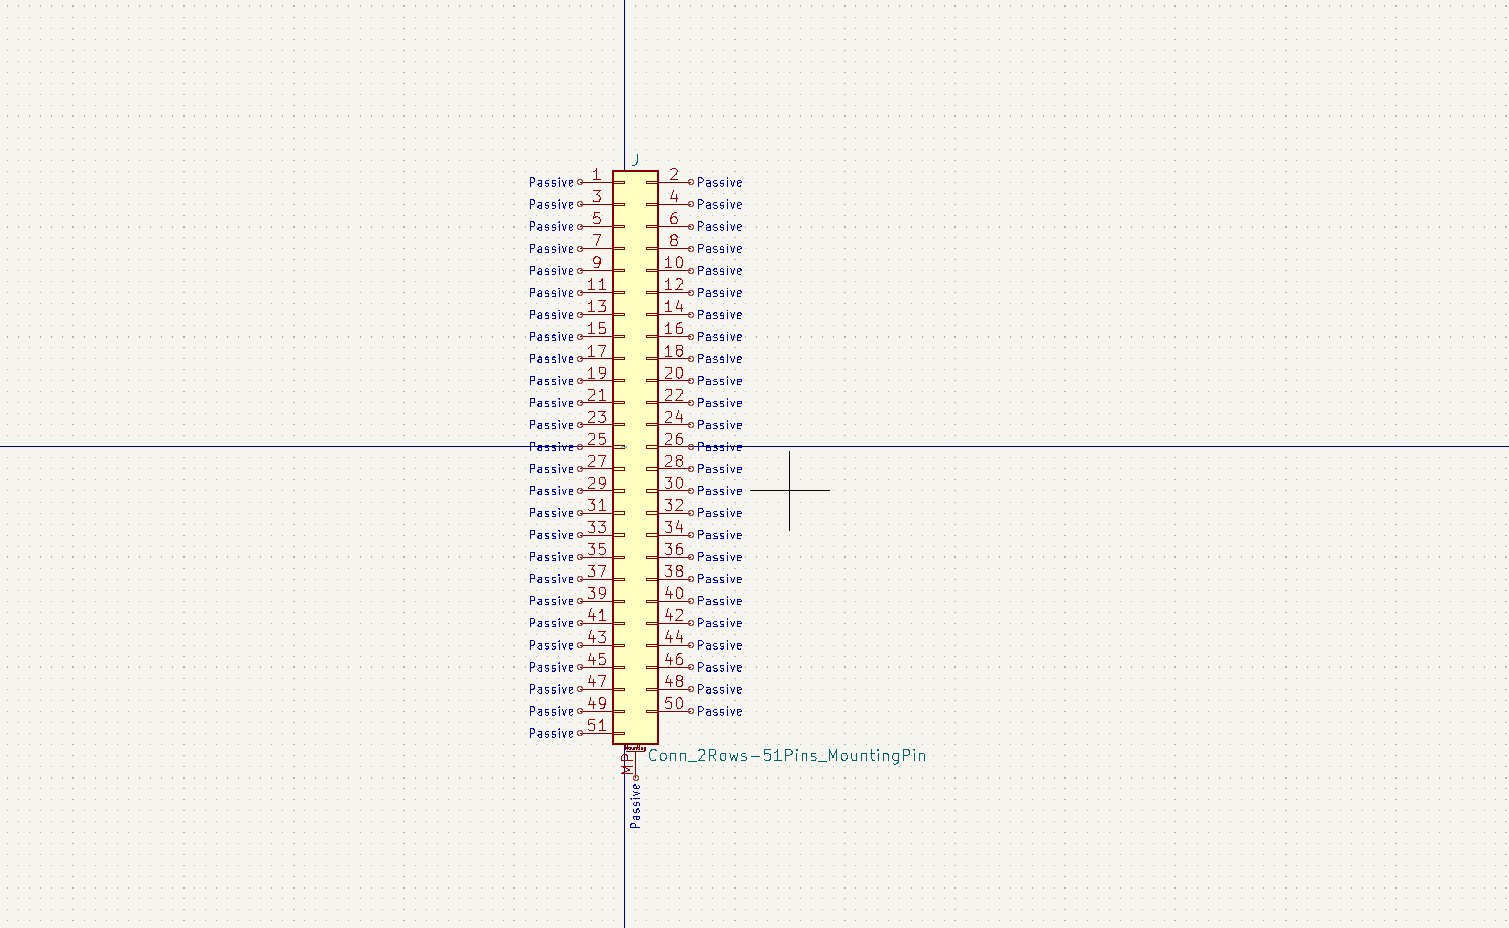 J
Passive 1 2 Passive
Passive 3 4 Passive
Passive 5 6 Passive
Passive 7 8 Passive
Passive 9 10 Passive
Passive 11 12 Passive
Passive 13 14 Passive
Passive 15 16 Passive
Passive 17 18 Passive
Passive 19 20 Passive
Passive 21 22 Passive
Passive 23 24 Passive
Passive 25 26 Passive
Passive 27 28 Passive
Passive 29 30 Passive
Passive 31 32 Passive
Passive 33 34 Passive
Passive 35 36 Passive
Passive 37 38 Passive
Passive 39 40 Passive
Passive 41 42 Passive
Passive 43 44 Passive
Passive 45 46 Passive
Passive 47 48 Passive
Passive 49 50 Passive
Passive 51
Mounting
MP
Conn_2Rows-51Pins_MountingPin
Passive